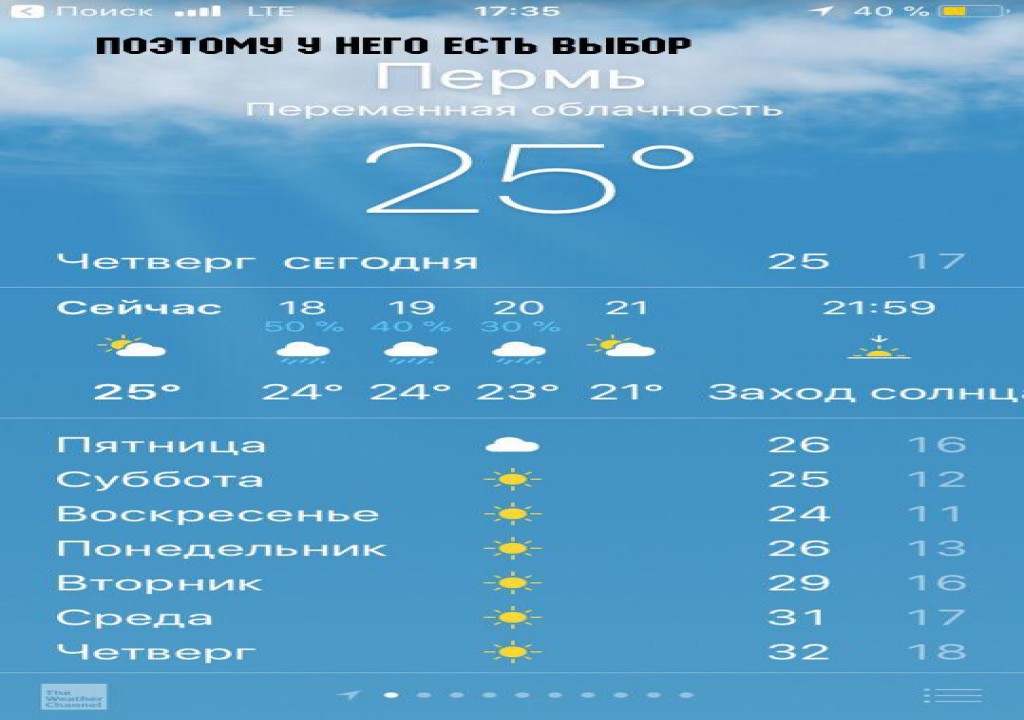 Поиск LTE 17:35 40 %
ПОЭТОМУ У НЕГО ЕСТЬ ВЫБОР
Пермь
Переменная облачность
25°
Четверг СЕГОДНЯ 25 17
Сейчас 18 19 20 21 21:59
50 % 40 % 30 %
25° 24° 24° 23° 21° Заход солнца
Пятница 26 16
Суббота 25 12
Воскресенье 24 11
Понедельник 26 13
Вторник 29 16
Среда 31 17
Четверг 32 18
The
Weather
Channel